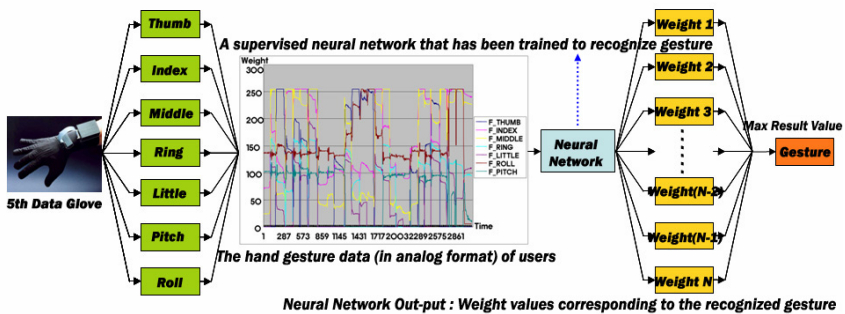 Thumb
Index
Middle
Ring
Little
Pitch
Roll
5th Data Glove
A supervised neural network that has been trained to recognize gesture
Weight
300
250
200
150
100
50
0
1 287 573 859 1145 1431 1717 2003 2289 2575 2861
Time
F_THUMB
F_INDEX
F_MIDDLE
F_RING
F_LITTLE
F_ROLL
F_PITCH
The hand gesture data (in analog format) of users
Neural
Network
Weight 1
Weight 2
Weight 3
Weight(N-2)
Weight(N-1)
Weight N
Max Result Value
Gesture
Neural Network Out-put : Weight values corresponding to the recognized gesture